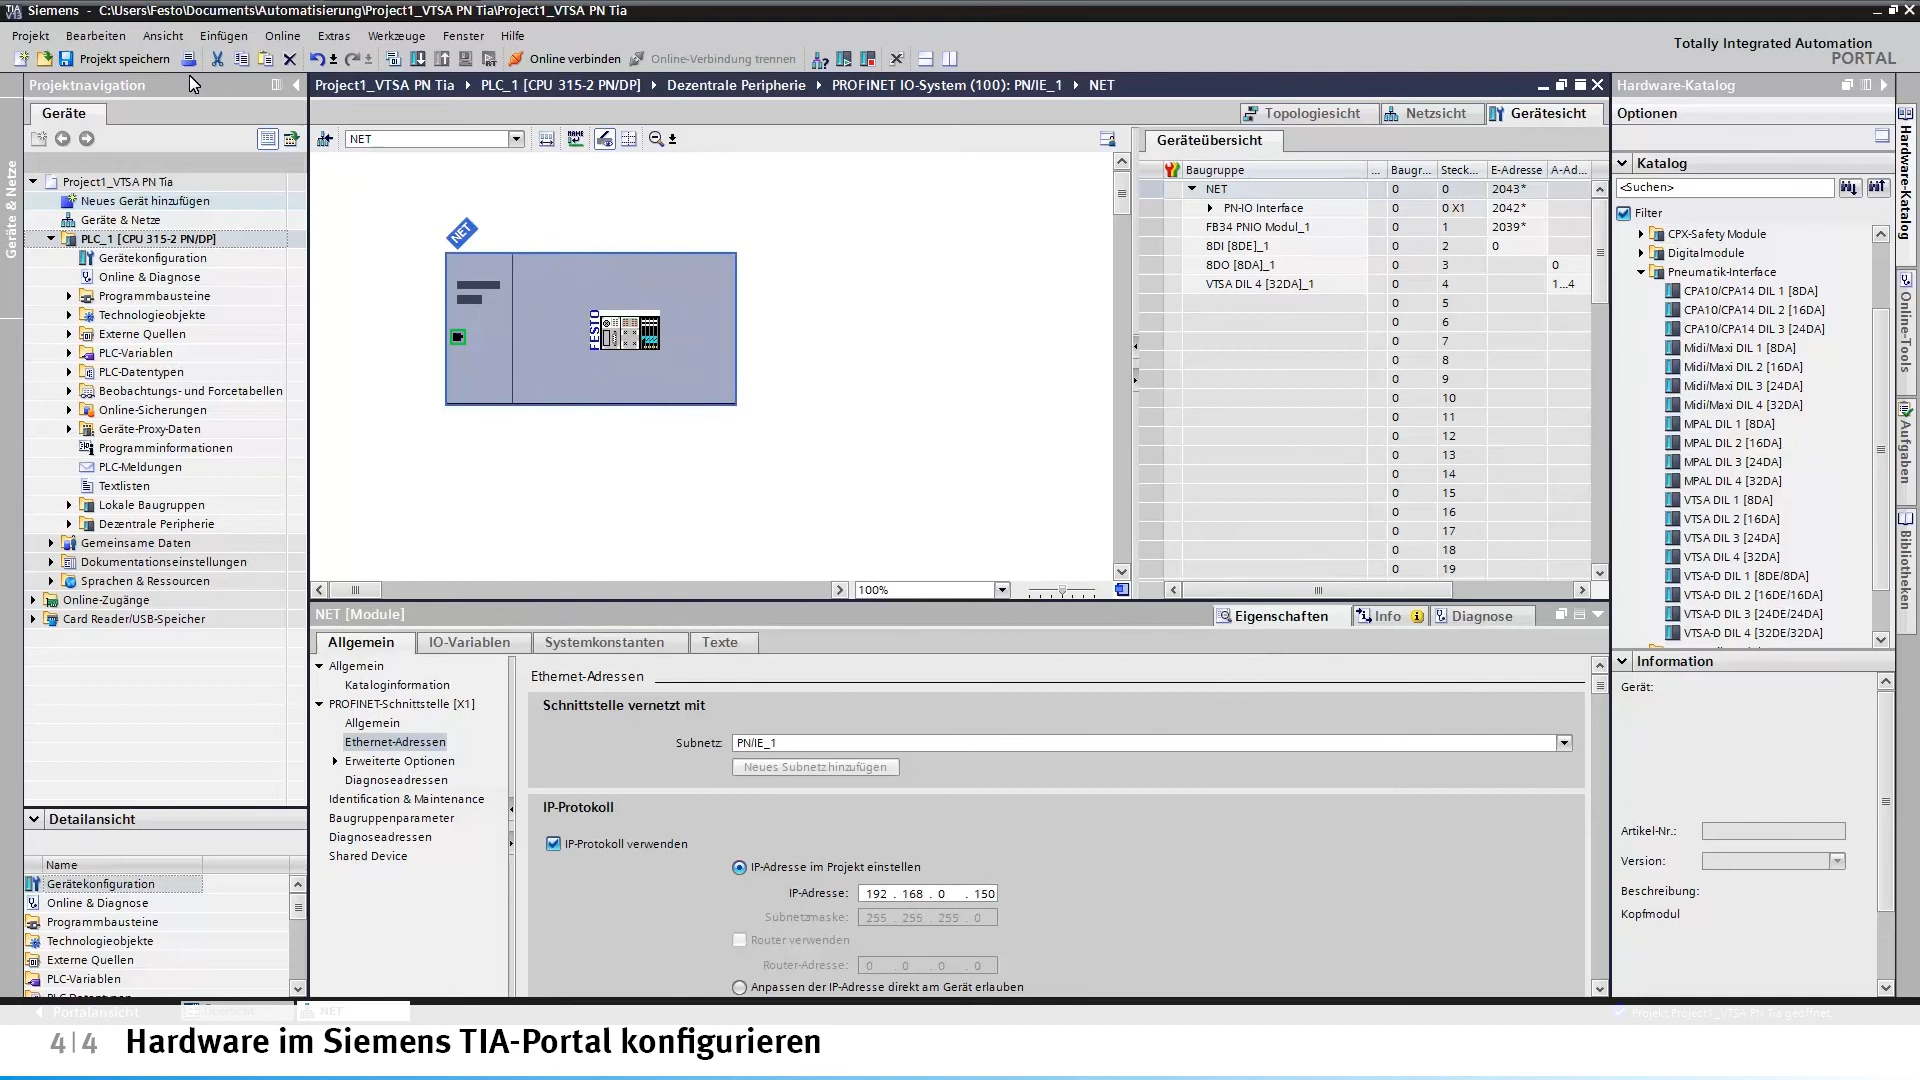 TIA V13 Siemens - C:\Users\Festo\Documents\Automatisierung\Project1_VTSA PN Tia\Project1_VTSA PN Tia
Projekt Bearbeiten Ansicht Einfügen Online Extras Werkzeuge Fenster Hilfe
Totally Integrated Automation
PORTAL
Projekt speichern Online verbinden Online-Verbindung trennen
Projektnavigation
Project1_VTSA PN Tia PLC_1 [CPU 315-2 PN/DP] Dezentrale Peripherie PROFINET IO-System (100): PN/IE_1 NET
Geräte
Geräte & Netze
Project1_VTSA PN Tia
Neues Gerät hinzufügen
Geräte & Netze
PLC_1 [CPU 315-2 PN/DP]
Gerätekonfiguration
Online & Diagnose
Programmbausteine
Technologieobjekte
Externe Quellen
PLC-Variablen
PLC-Datentypen
Beobachtungs- und Forcetabellen
Online-Sicherungen
Geräte-Proxy-Daten
Programminformationen
PLC-Meldungen
Textlisten
Lokale Baugruppen
Dezentrale Peripherie
Gemeinsame Daten
Dokumentationseinstellungen
Sprachen & Ressourcen
Online-Zugänge
Card Reader/USB-Speicher
Detailansicht
Name
Gerätekonfiguration
Online & Diagnose
Programmbausteine
Technologieobjekte
Externe Quellen
PLC-Variablen
PLC-Datentypen
Topologiesicht Netzsicht Gerätesicht
NET
NET
FESTO
100%
Geräteübersicht
Baugruppe ... Baugr... Steck... E-Adresse A-Ad...
NET 0 0 2043*
PN-IO Interface 0 0 X1 2042*
FB34 PNIO Modul_1 0 1 2039*
8DI [8DE]_1 0 2 0
8DO [8DA]_1 0 3 0
VTSA DIL 4 [32DA]_1 0 4 1...4
0 5
0 6
0 7
0 8
0 9
0 10
0 11
0 12
0 13
0 14
0 15
0 16
0 17
0 18
0 19
NET [Module]
Eigenschaften Info Diagnose
Allgemein IO-Variablen Systemkonstanten Texte
Allgemein
Kataloginformation
PROFINET-Schnittstelle [X1]
Allgemein
Ethernet-Adressen
Erweiterte Optionen
Diagnoseadressen
Identification & Maintenance
Baugruppenparameter
Diagnoseadressen
Shared Device
Ethernet-Adressen
Schnittstelle vernetzt mit
Subnetz: PN/IE_1
Neues Subnetz hinzufügen
IP-Protokoll
IP-Protokoll verwenden
IP-Adresse im Projekt einstellen
IP-Adresse: 192 . 168 . 0 . 150
Subnetzmaske: 255 . 255 . 255 . 0
Router verwenden
Router-Adresse: 0 . 0 . 0 . 0
Anpassen der IP-Adresse direkt am Gerät erlauben
Hardware-Katalog
Optionen
Katalog
<Suchen>
Filter
CPX-Safety Module
Digitalmodule
Pneumatik-Interface
CPA10/CPA14 DIL 1 [8DA]
CPA10/CPA14 DIL 2 [16DA]
CPA10/CPA14 DIL 3 [24DA]
Midi/Maxi DIL 1 [8DA]
Midi/Maxi DIL 2 [16DA]
Midi/Maxi DIL 3 [24DA]
Midi/Maxi DIL 4 [32DA]
MPAL DIL 1 [8DA]
MPAL DIL 2 [16DA]
MPAL DIL 3 [24DA]
MPAL DIL 4 [32DA]
VTSA DIL 1 [8DA]
VTSA DIL 2 [16DA]
VTSA DIL 3 [24DA]
VTSA DIL 4 [32DA]
VTSA-D DIL 1 [8DE/8DA]
VTSA-D DIL 2 [16DE/16DA]
VTSA-D DIL 3 [24DE/24DA]
VTSA-D DIL 4 [32DE/32DA]
Information
Gerät:
Artikel-Nr.:
Version:
Beschreibung:
Kopfmodul
Hardware-Katalog
Online-Tools
Aufgaben
Bibliotheken
Portalansicht Übersicht NET
Projekt Project1_VTSA PN Tia geöffnet.
4|4 Hardware im Siemens TIA-Portal konfigurieren